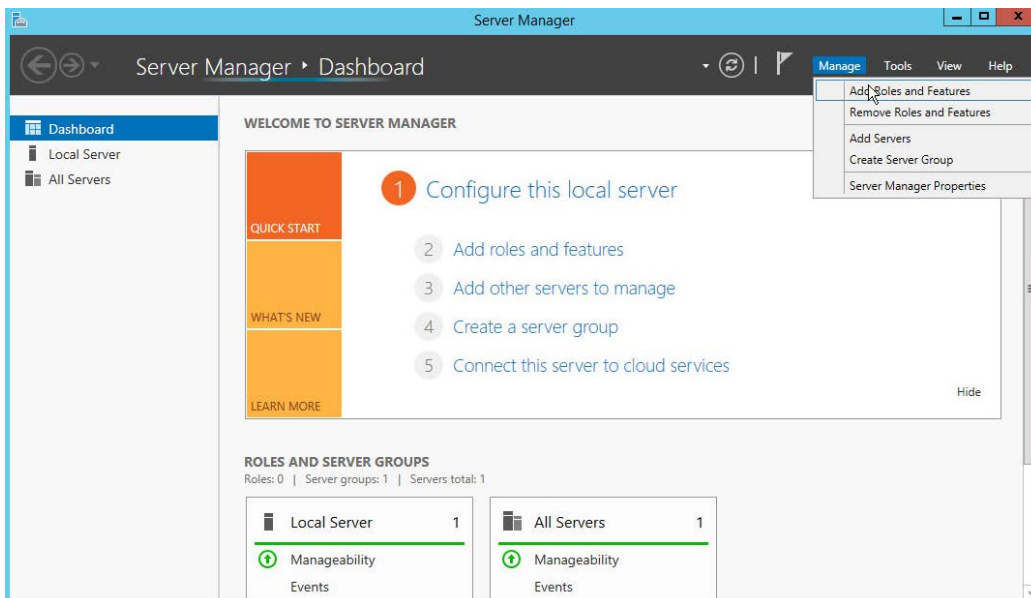 Server Manager
Server Manager • Dashboard
Manage Tools View Help
Add Roles and Features
Remove Roles and Features
Add Servers
Create Server Group
Server Manager Properties
Dashboard
Local Server
All Servers
WELCOME TO SERVER MANAGER
QUICK START
WHAT'S NEW
LEARN MORE
1 Configure this local server
2 Add roles and features
3 Add other servers to manage
4 Create a server group
5 Connect this server to cloud services
Hide
ROLES AND SERVER GROUPS
Roles: 0 | Server groups: 1 | Servers total: 1
Local Server 1
Manageability
Events
All Servers 1
Manageability
Events